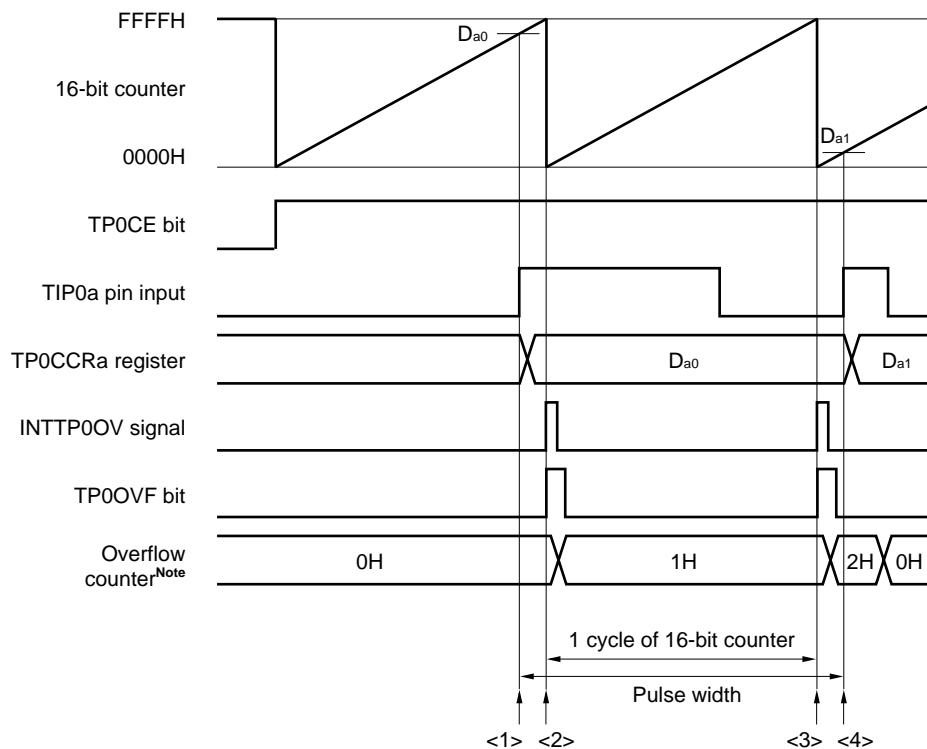 FFFFH
Da0
16-bit counter
Da1
0000H
TP0CE bit
TIP0a pin input
TP0CCRa register
Da0
Da1
INTTP0OV signal
TP0OVF bit
Overflow
counterNote
0H
1H
2H
0H
1 cycle of 16-bit counter
Pulse width
<1>
<2>
<3>
<4>